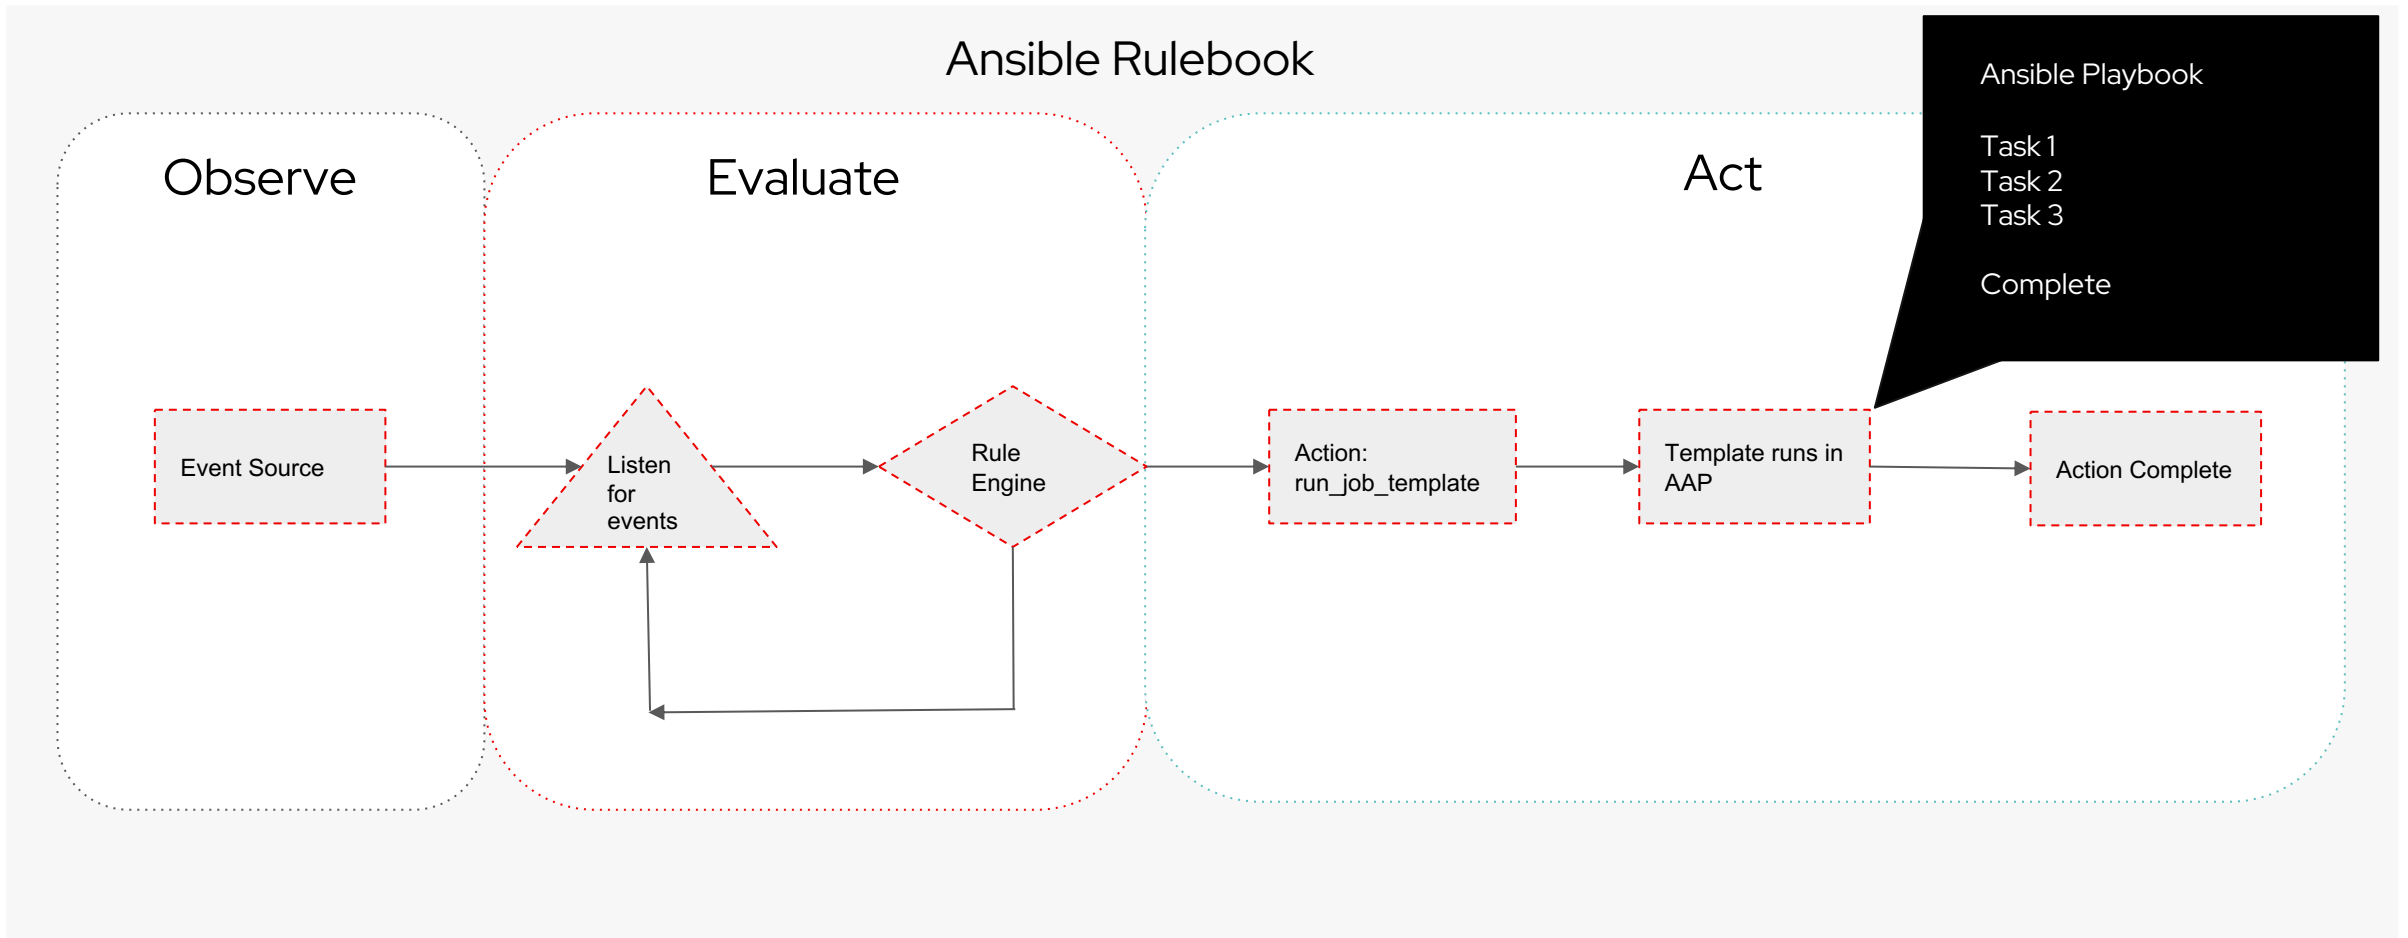 Ansible Rulebook
Observe
Evaluate
Act
Ansible Playbook
Task 1
Task 2
Task 3
Complete
Event Source
Listen
for
events
Rule
Engine
Action:
run_job_template
Template runs in
AAP
Action Complete